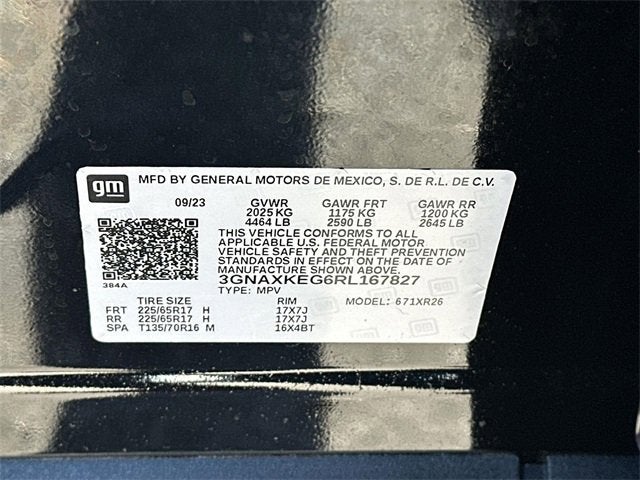 gm MFD BY GENERAL MOTORS DE MEXICO, S. DE R.L. DE C.V.
09/23 GVWR GAWR FRT GAWR RR
2025 KG 1175 KG 1200 KG
4464 LB 2590 LB 2645 LB
THIS VEHICLE CONFORMS TO ALL
APPLICABLE U.S. FEDERAL MOTOR
VEHICLE SAFETY AND THEFT PREVENTION
STANDARDS IN EFFECT ON THE DATE OF
MANUFACTURE SHOWN ABOVE.
384A 3GNAXKEG6RL167827
TYPE: MPV MODEL: 671XR26
TIRE SIZE RIM
FRT 225/65R17 H 17X7J
RR 225/65R17 H 17X7J
SPA T135/70R16 M 16X4BT